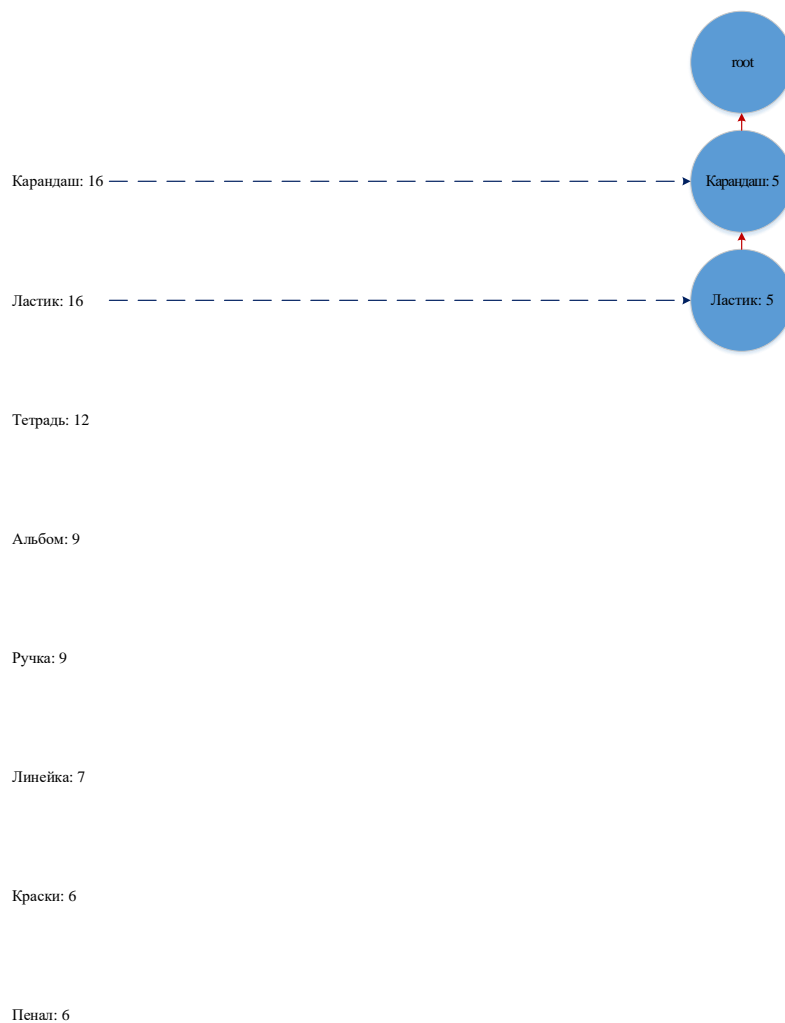 root
Карандаш: 16
Карандаш: 5
Ластик: 16
Ластик: 5
Тетрадь: 12
Альбом: 9
Ручка: 9
Линейка: 7
Краски: 6
Пенал: 6